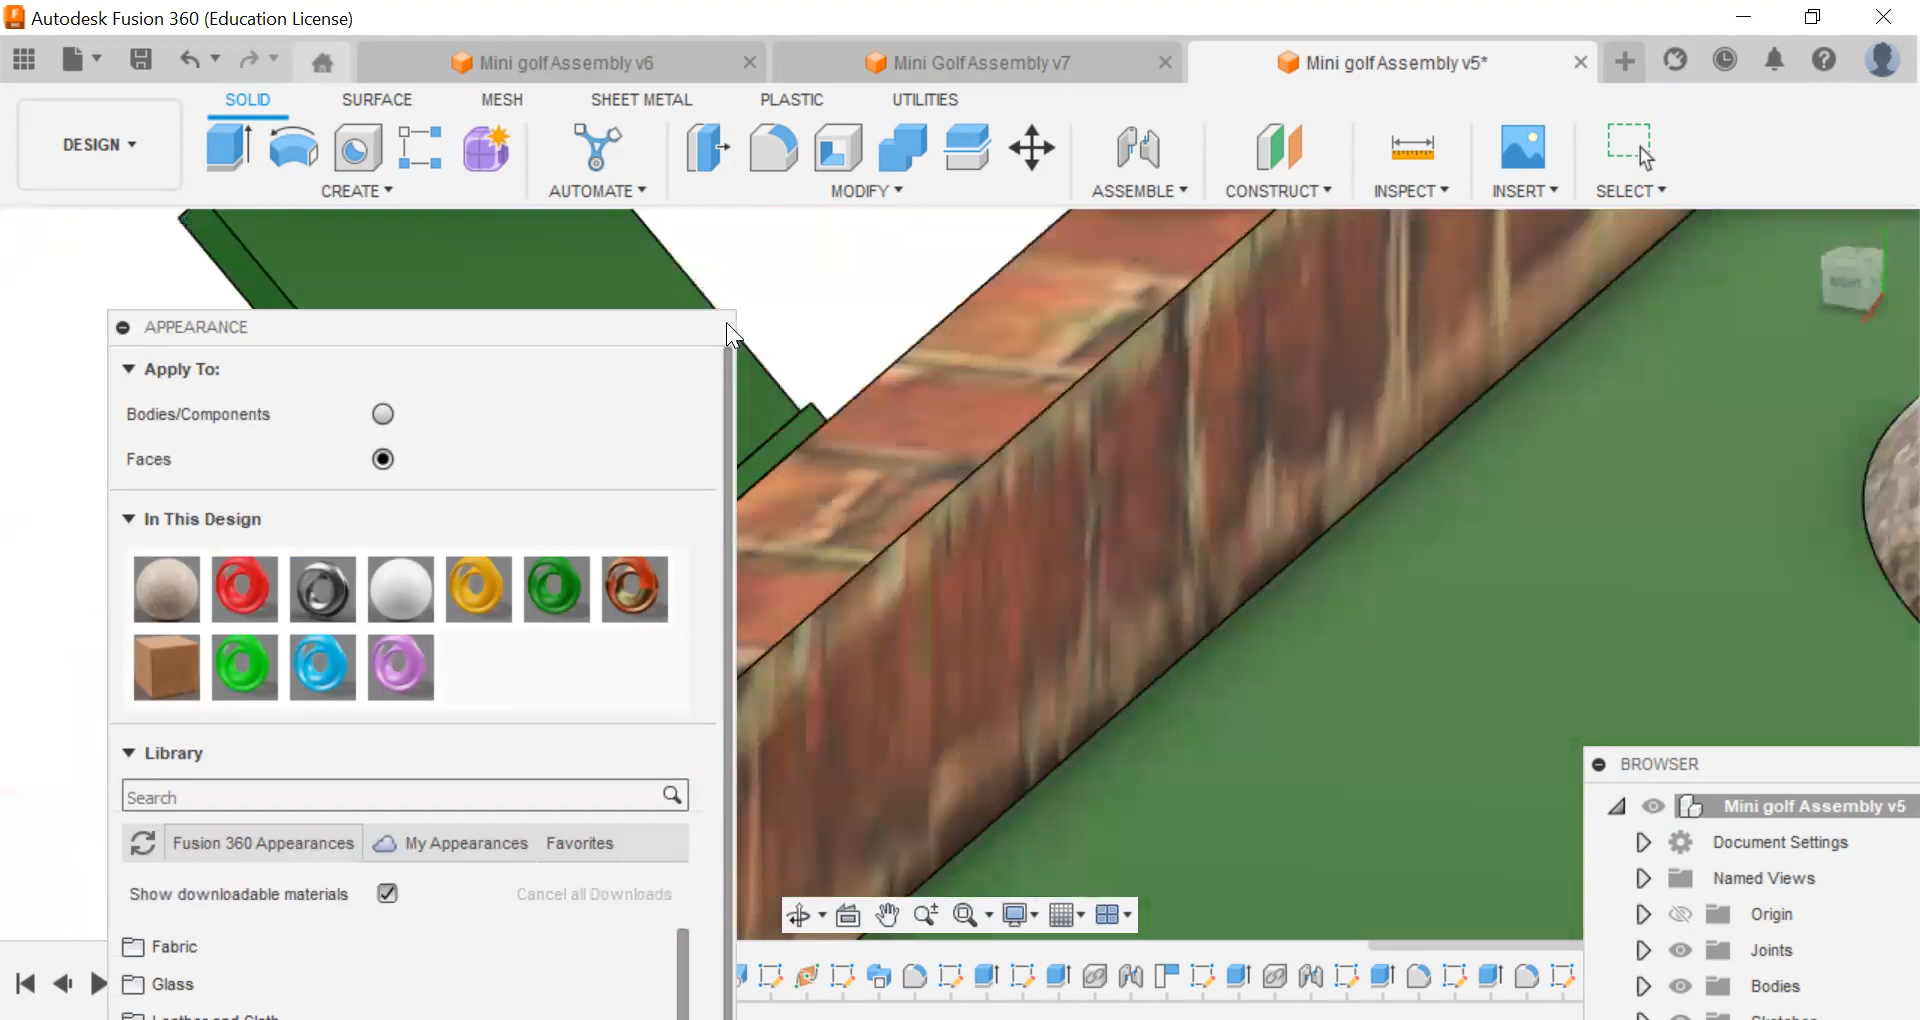 Autodesk Fusion 360 (Education License)
Mini golf Assembly v6
Mini Golf Assembly v7
Mini golf Assembly v5*
SOLID
SURFACE
MESH
SHEET METAL
PLASTIC
UTILITIES
DESIGN
CREATE
AUTOMATE
MODIFY
ASSEMBLE
CONSTRUCT
INSPECT
INSERT
SELECT
RIGHT
APPEARANCE
Apply To:
Bodies/Components
Faces
In This Design
Library
Search
Fusion 360 Appearances
My Appearances
Favorites
Show downloadable materials
Cancel all Downloads
Fabric
Glass
BROWSER
Mini golf Assembly v5
Document Settings
Named Views
Origin
Joints
Bodies